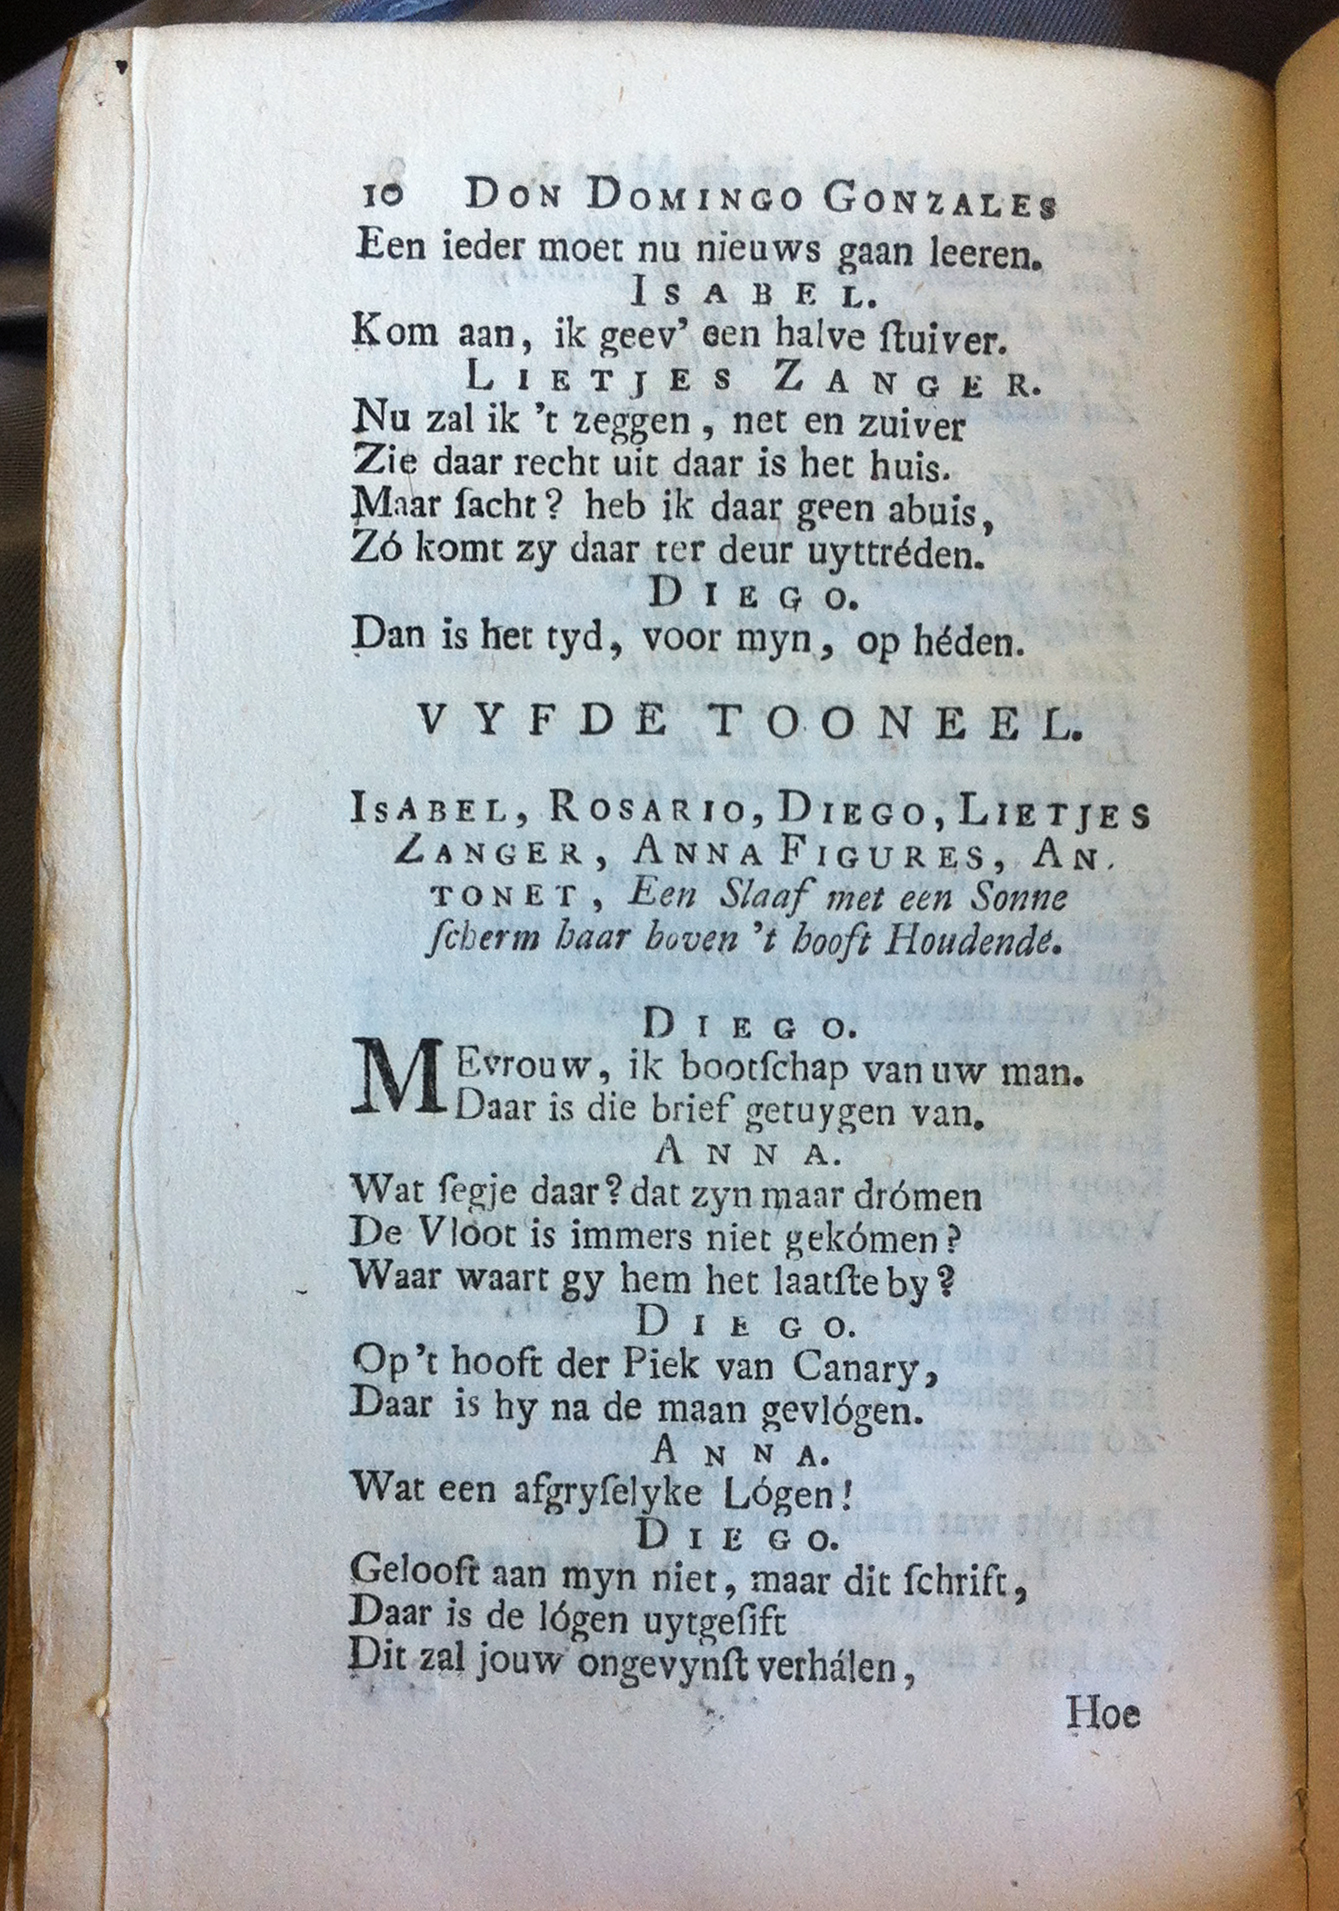 10 DON DOMINGO GONZALES
Een ieder moet nu nieuws gaan leeren.
ISABEL.
Kom aan, ik geev’ een halve ſtuiver.
LIETJES ZANGER.
Nu zal ik ’t zeggen, net en zuiver
Zie daar recht uit daar is het huis.
Maar ſacht? heb ik daar geen abuis,
Zó komt zy daar ter deur uyttréden.
DIEGO.
Dan is het tyd, voor myn, op héden.
VYFDE TOONEEL.
ISABEL, ROSARIO, DIEGO, LIETJES
ZANGER, ANNA FIGURES, AN-
TONET, Een Slaaf met een Sonne
ſcherm haar boven ’t hooft Houdende.
DIEGO.
MEvrouw, ik bootſchap van uw man.
Daar is die brief getuygen van.
ANNA.
Wat ſegje daar? dat zyn maar drómen
De Vloot is immers niet gekómen?
Waar waart gy hem het laatſte by?
DIEGO.
Op ’t hooft der Piek van Canary,
Daar is hy na de maan gevlógen.
ANNA.
Wat een afgryſelyke Lógen!
DIEGO.
Gelooft aan myn niet, maar dit ſchrift,
Daar is de lógen uytgeſift
Dit zal jouw ongevynſt verhálen,
Hoe